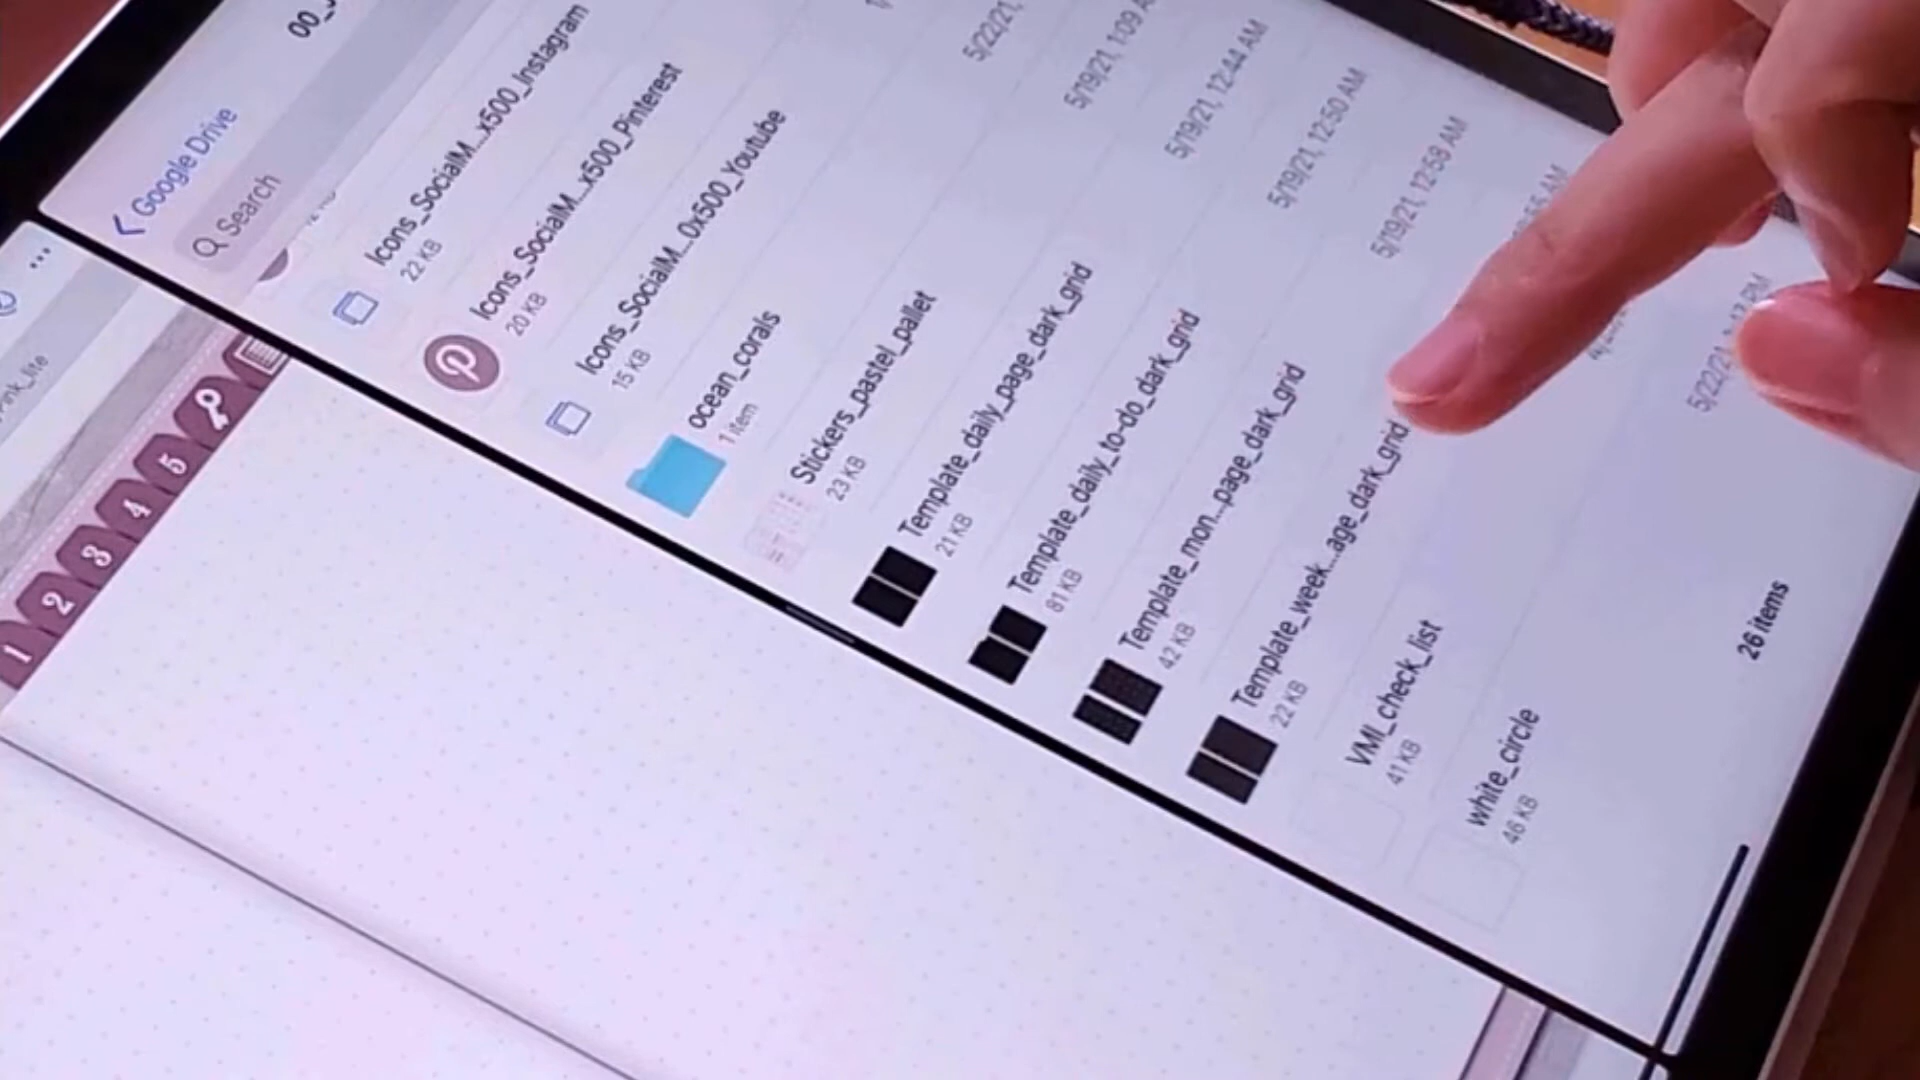 Google Drive
Search
Icons_SocialM...x500_Instagram
22 KB
Icons_SocialM...x500_Pinterest
20 KB
Icons_SocialM...0x500_Youtube
15 KB
ocean_corals
1 item
5/22/21,
Stickers_pastel_pallet
23 KB
5/19/21, 1:09 A
Template_daily_page_dark_grid
21 KB
5/19/21, 12:44 AM
Template_daily_to-do_dark_grid
81 KB
5/19/21, 12:50 AM
Template_mon...page_dark_grid
42 KB
5/19/21, 12:58 AM
Template_week...age_dark_grid
22 KB
VMI_check_list
41 KB
white_circle
46 KB
26 items
1
2
3
4
5